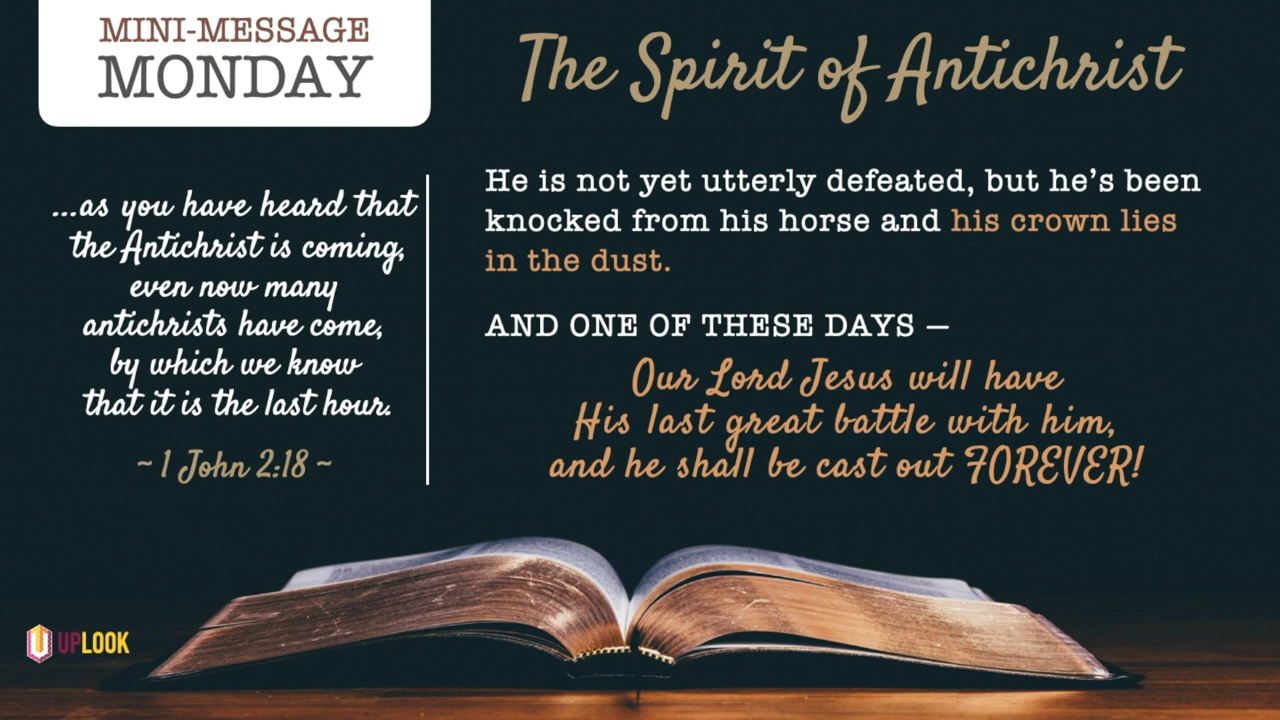 MINI-MESSAGE
MONDAY
The Spirit of Antichrist
...as you have heard that
the Antichrist is coming,
even now many
antichrists have come,
by which we know
that it is the last hour.
~ 1 John 2:18 ~
He is not yet utterly defeated, but he’s been
knocked from his horse and his crown lies
in the dust.
AND ONE OF THESE DAYS —
Our Lord Jesus will have
His last great battle with him,
and he shall be cast out FOREVER!
UPLOOK